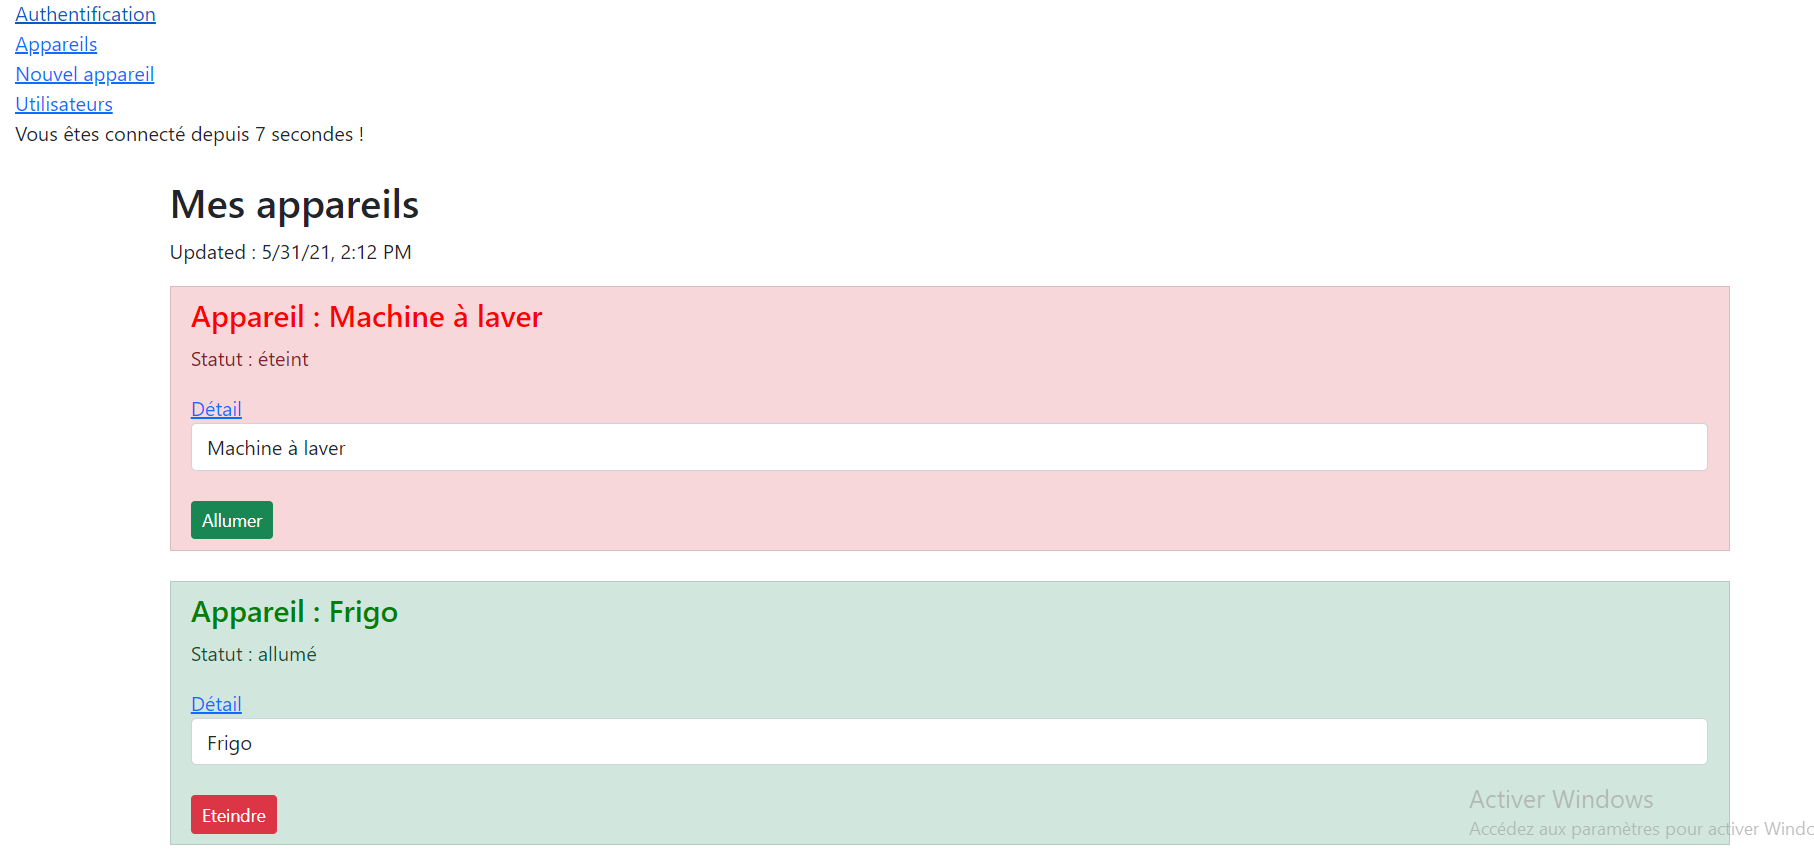 Authentification
Appareils
Nouvel appareil
Utilisateurs
Vous êtes connecté depuis 7 secondes !
Mes appareils
Updated : 5/31/21, 2:12 PM
Appareil : Machine à laver
Statut : éteint
Détail
Machine à laver
Allumer
Appareil : Frigo
Statut : allumé
Détail
Frigo
Eteindre
Activer Windows
Accédez aux paramètres pour activer